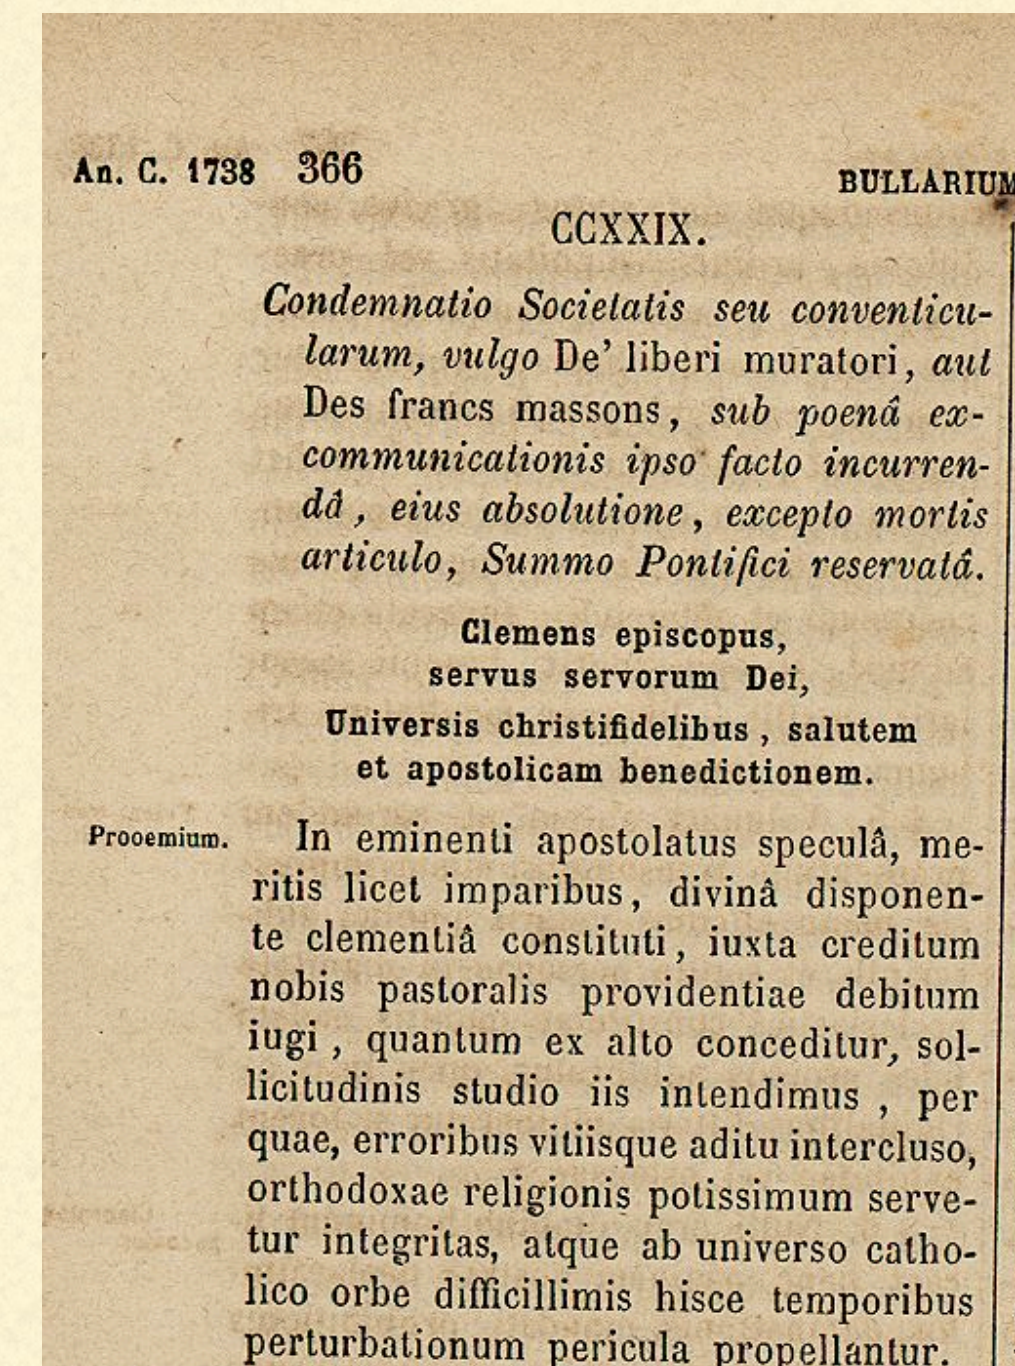 An. C. 1738 366 BULLARIUM
CCXXIX.
Condemnatio Societatis seu conventicu-
larum, vulgo De' liberi muratori, aut
Des francs massons, sub poenâ ex-
communicationis ipso facto incurren-
dâ, eius absolutione, excepto mortis
articulo, Summo Pontifici reservatâ.
Clemens episcopus,
servus servorum Dei,
Universis christifidelibus, salutem
et apostolicam benedictionem.
Prooemium. In eminenti apostolatus speculâ, me-
ritis licet imparibus, divinâ disponen-
te clementiâ constituti, iuxta creditum
nobis pastoralis providentiae debitum
iugi, quantum ex alto conceditur, sol-
licitudinis studio iis intendimus, per
quae, erroribus vitiisque aditu intercluso,
orthodoxae religionis potissimum serve-
tur integritas, atque ab universo catho-
lico orbe difficillimis hisce temporibus
perturbationum pericula propellantur.